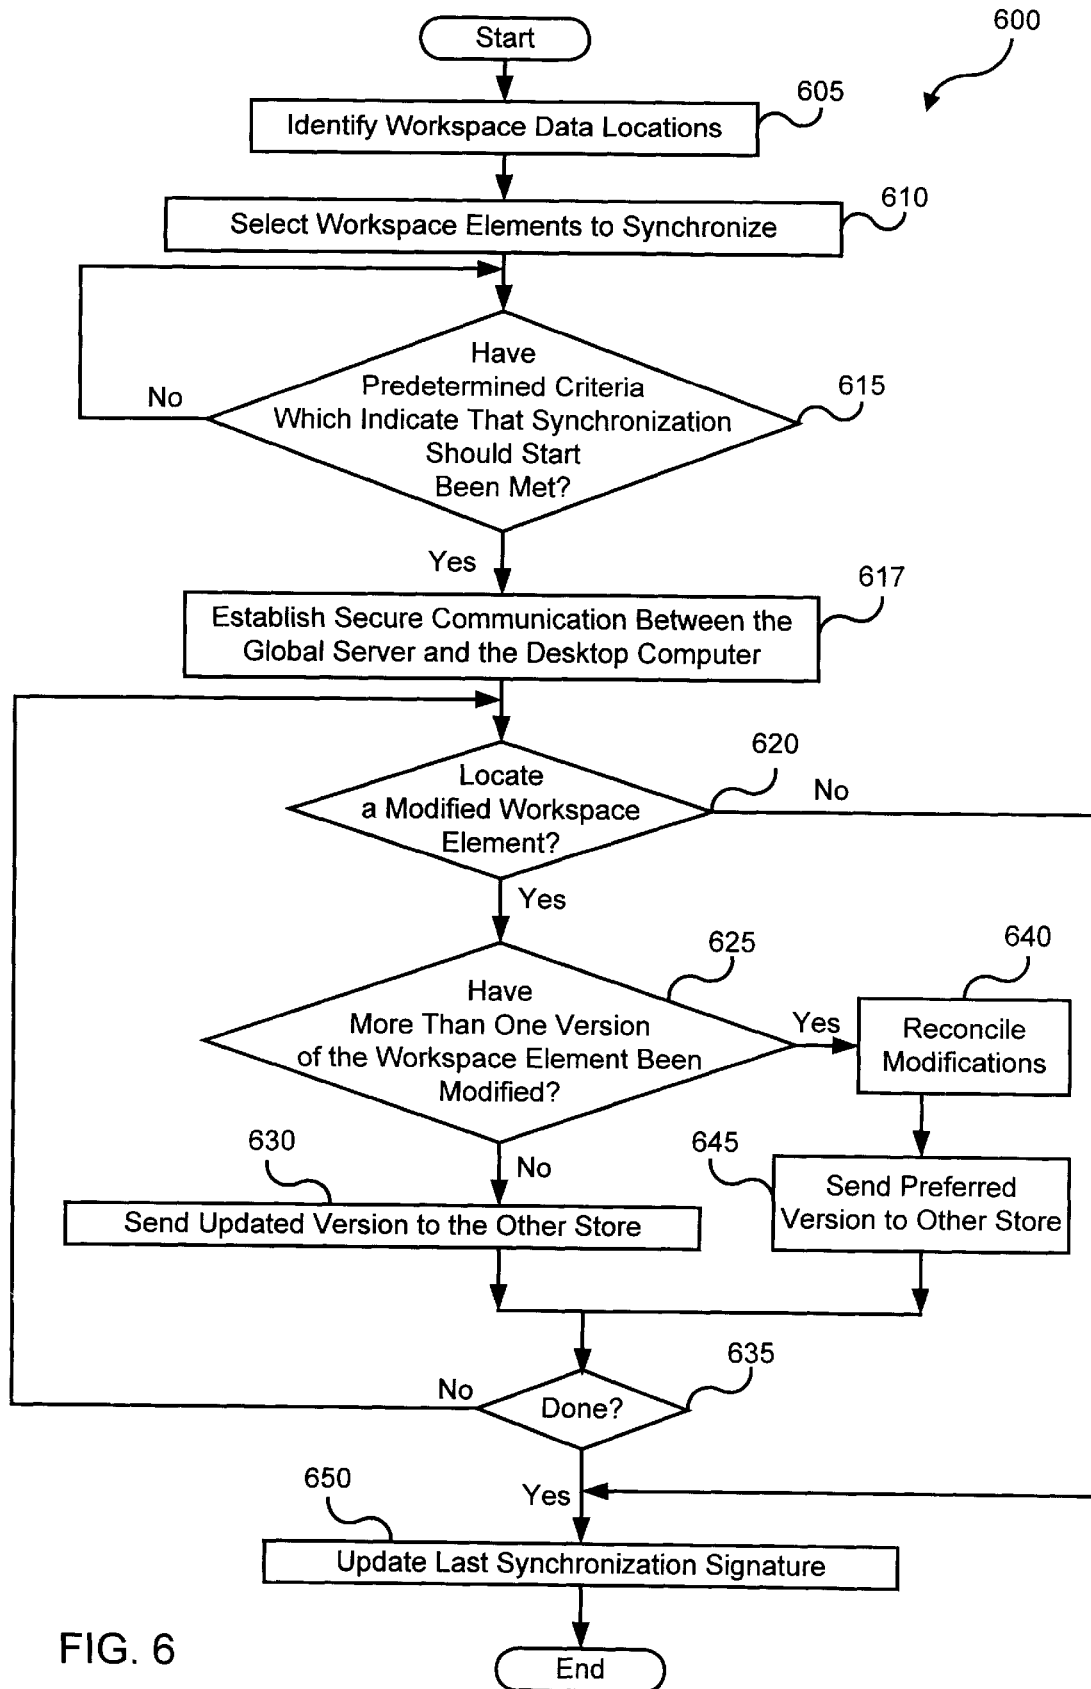 600
Start
605
Identify Workspace Data Locations
610
Select Workspace Elements to Synchronize
Have
Predetermined Criteria
Which Indicate That Synchronization
Should Start
Been Met?
615
No
Yes
617
Establish Secure Communication Between the
Global Server and the Desktop Computer
620
Locate
a Modified Workspace
Element?
No
Yes
625
Have
More Than One Version
of the Workspace Element Been
Modified?
Yes
640
Reconcile
Modifications
No
630
Send Updated Version to the Other Store
645
Send Preferred
Version to Other Store
635
Done?
No
Yes
650
Update Last Synchronization Signature
End
FIG. 6